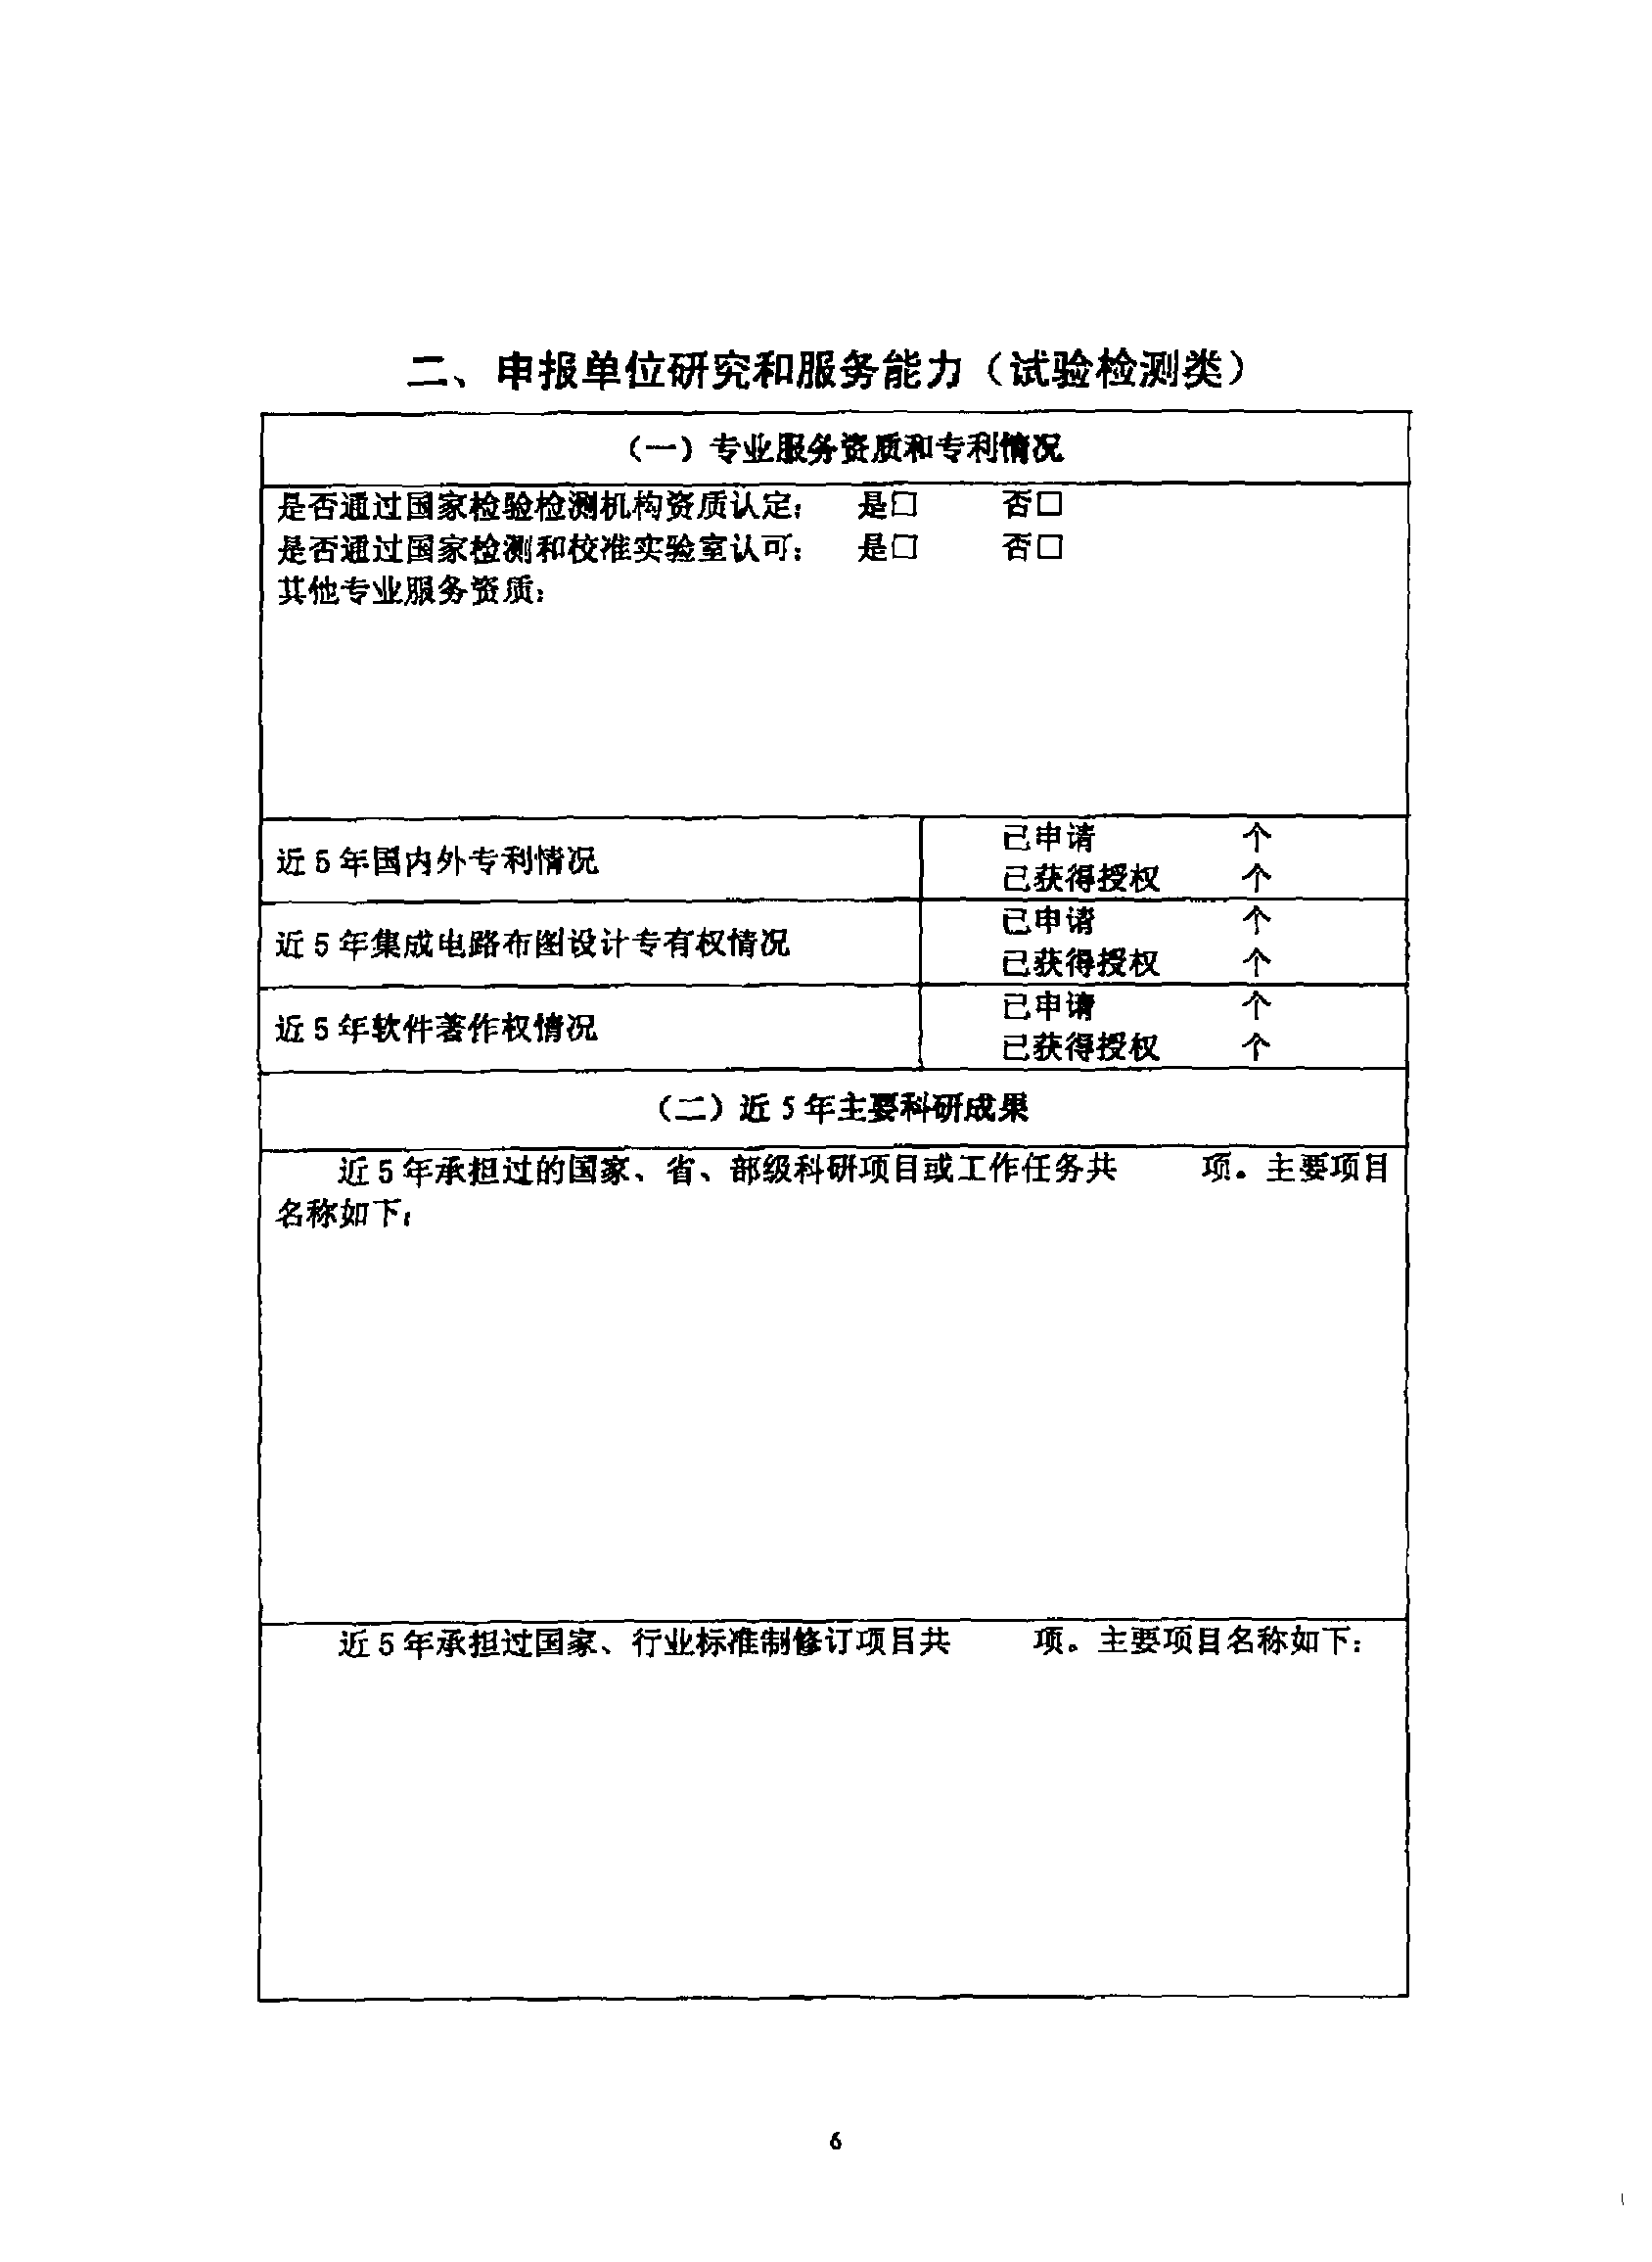 二、申报单位研究和服务能力（试验检测类）
（一）专业服务资质和专利情况
是否通过国家检验检测机构资质认定： 是□ 否□
是否通过国家检测和校准实验室认可： 是□ 否□
其他专业服务资质：
近 5 年国内外专利情况
已申请 个
已获得授权 个
近 5 年集成电路布图设计专有权情况
已申请 个
已获得授权 个
近 5 年软件著作权情况
已申请 个
已获得授权 个
（二）近 5 年主要科研成果
近 5 年承担过的国家、省、部级科研项目或工作任务共 项。主要项目
名称如下：
近 5 年承担过国家、行业标准制修订项目共 项。主要项目名称如下：
6